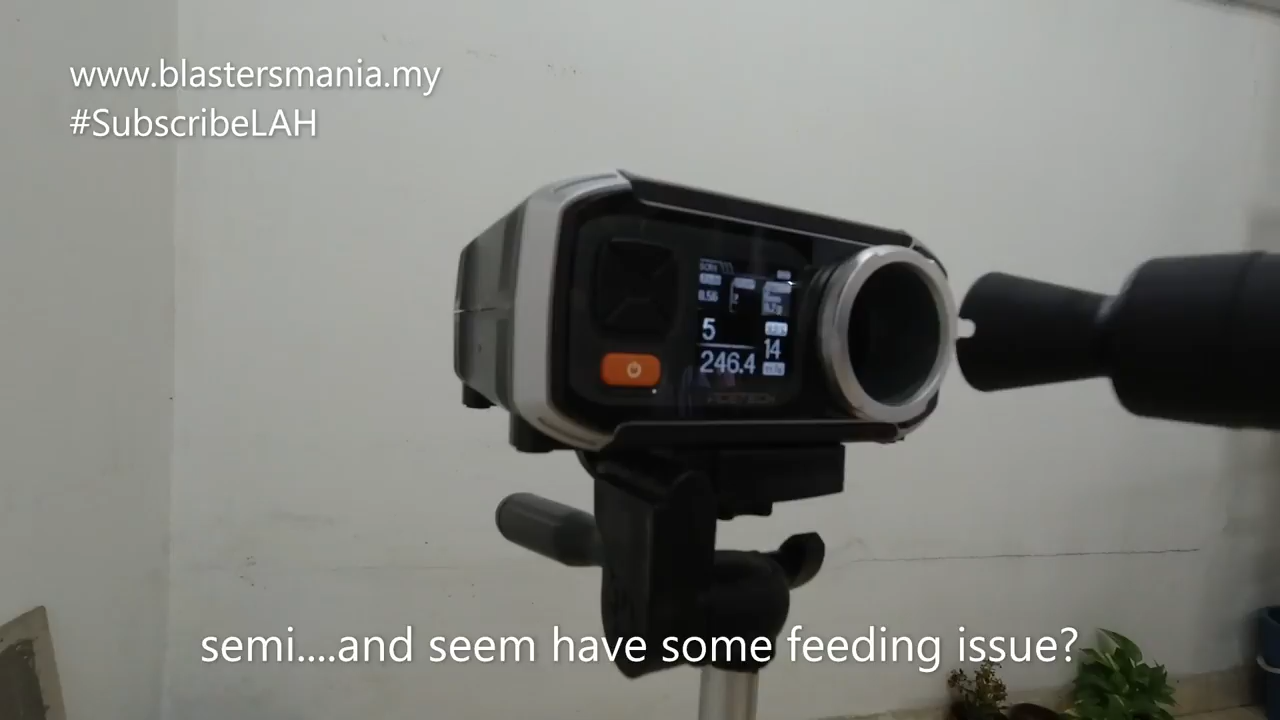 www.blastersmania.my
#SubscribeLAH
5
14
246.4
semi....and seem have some feeding issue?